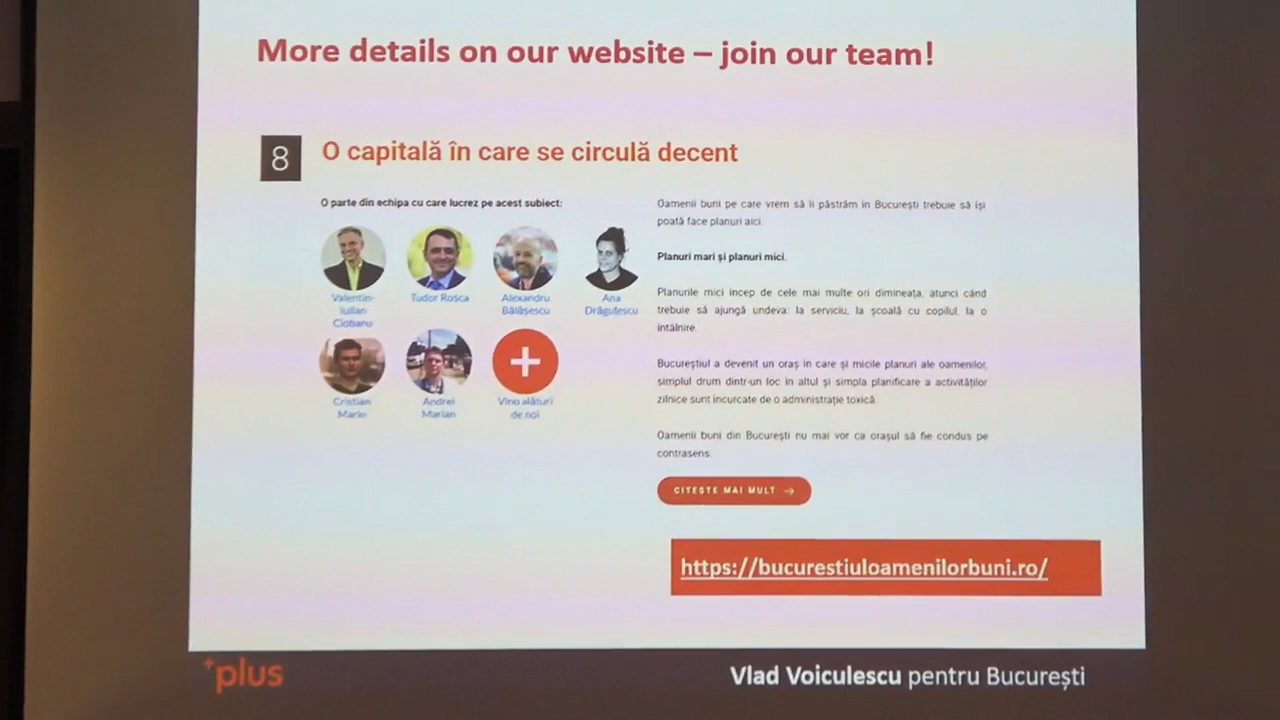 More details on our website – join our team!
8
O capitală în care se circulă decent
O parte din echipa cu care lucrez pe acest subiect:
Valentin-
Iulian
Ciobanu
Tudor Roșca
Alexandru
Bălășescu
Ana
Drăgulescu
Cristian
Marin
Andrei
Marian
Vino alături
de noi
Oamenii buni pe care vrem să îi păstrăm în București trebuie să își
poată face planuri aici.
Planuri mari și planuri mici.
Planurile mici încep de cele mai multe ori dimineața, atunci când
trebuie să ajungă undeva: la serviciu, la școală cu copilul, la o
întâlnire.
Bucureștiul a devenit un oraș în care și micile planuri ale oamenilor,
simplul drum dintr-un loc în altul și simpla planificare a activităților
zilnice sunt încurcate de o administrație toxică.
Oamenii buni din București nu mai vor ca orașul să fie condus pe
contrasens.
CITEȘTE MAI MULT →
https://bucurestiuloamenilorbuni.ro/
+plus
Vlad Voiculescu pentru București